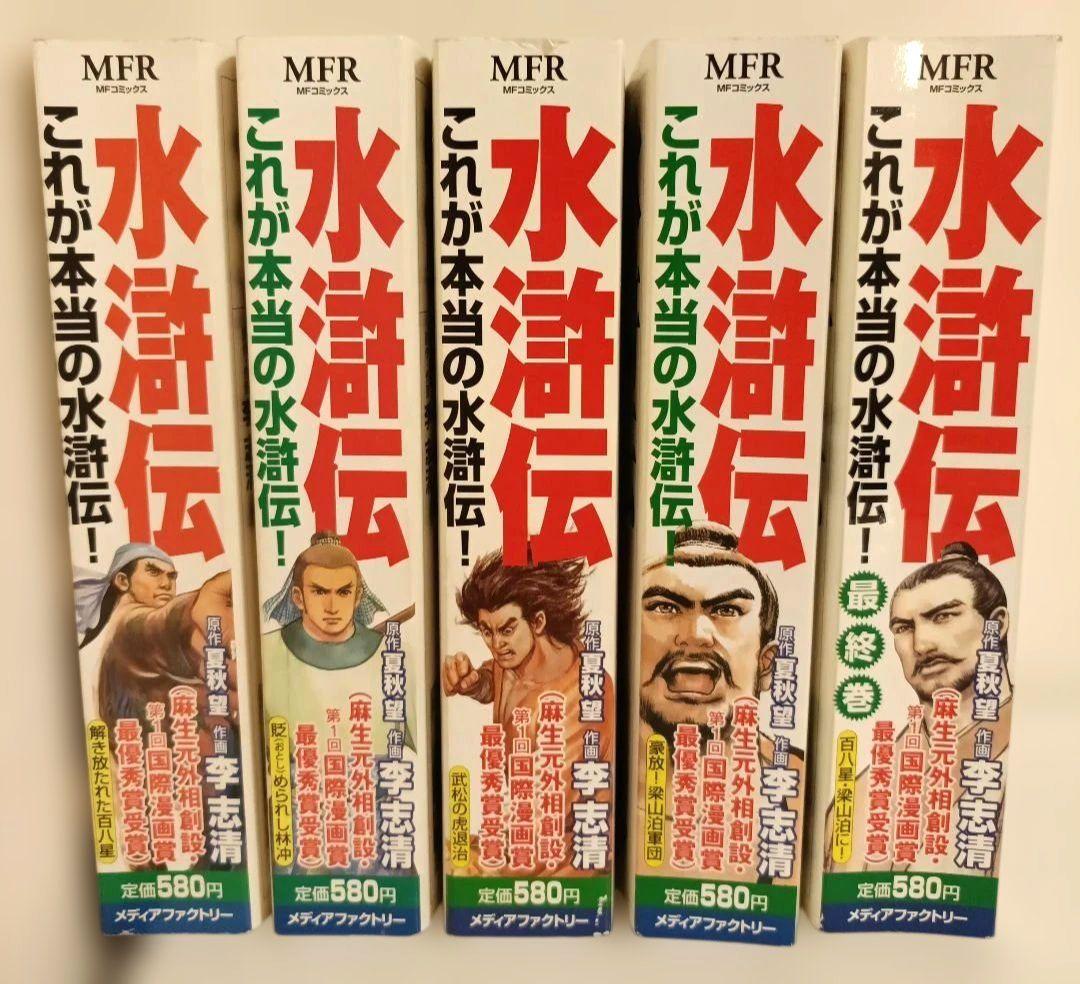 MFR
MFコミックス
これが本当の水滸伝!
水滸伝
原作 夏秋望 作画 李志清
(麻生元外相創設・
第1回国際漫画賞
最優秀賞受賞)
解き放たれた百八星
定価580円
メディアファクトリー
MFR
MFコミックス
これが本当の水滸伝!
水滸伝
原作 夏秋望 作画 李志清
(麻生元外相創設・
第1回国際漫画賞
最優秀賞受賞)
貶(おとし)められし林冲
定価580円
メディアファクトリー
MFR
MFコミックス
これが本当の水滸伝!
水滸伝
原作 夏秋望 作画 李志清
(麻生元外相創設・
第1回国際漫画賞
最優秀賞受賞)
武松の虎退治
定価580円
メディアファクトリー
MFR
MFコミックス
これが本当の水滸伝!
水滸伝
原作 夏秋望 作画 李志清
(麻生元外相創設・
第1回国際漫画賞
最優秀賞受賞)
豪放!梁山泊軍団
定価580円
メディアファクトリー
MFR
MFコミックス
これが本当の水滸伝!
水滸伝
最終巻
原作 夏秋望 作画 李志清
(麻生元外相創設・
第1回国際漫画賞
最優秀賞受賞)
百八星・梁山泊に!
定価580円
メディアファクトリー